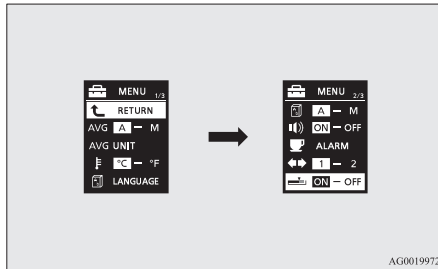 MENU 1/3
RETURN
AVG A – M
AVG UNIT
°C – °F
LANGUAGE
MENU 2/3
A – M
ON – OFF
ALARM
1 – 2
ON – OFF
AG0019972